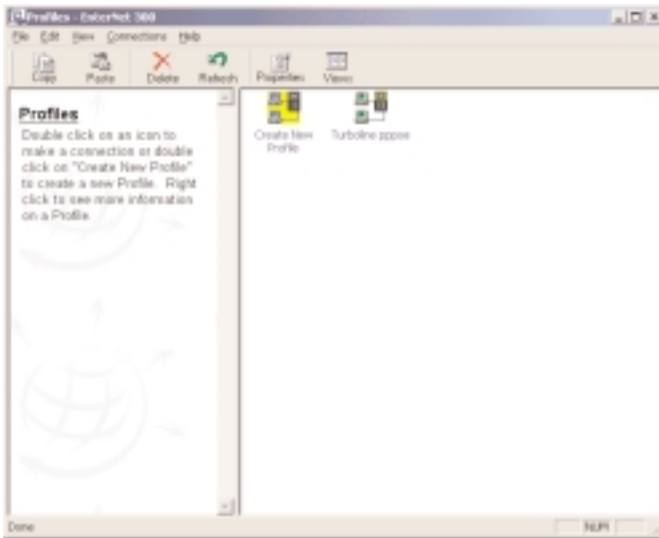 Profiles - EnterNet 300
File Edit View Connections Help
Copy Paste Delete Refresh Properties Views
Profiles
Double click on an icon to
make a connection or double
click on "Create New Profile"
to create a new Profile. Right
click to see more information
on a Profile.
Create New
Profile
Turboline pppoe
Done
NUM